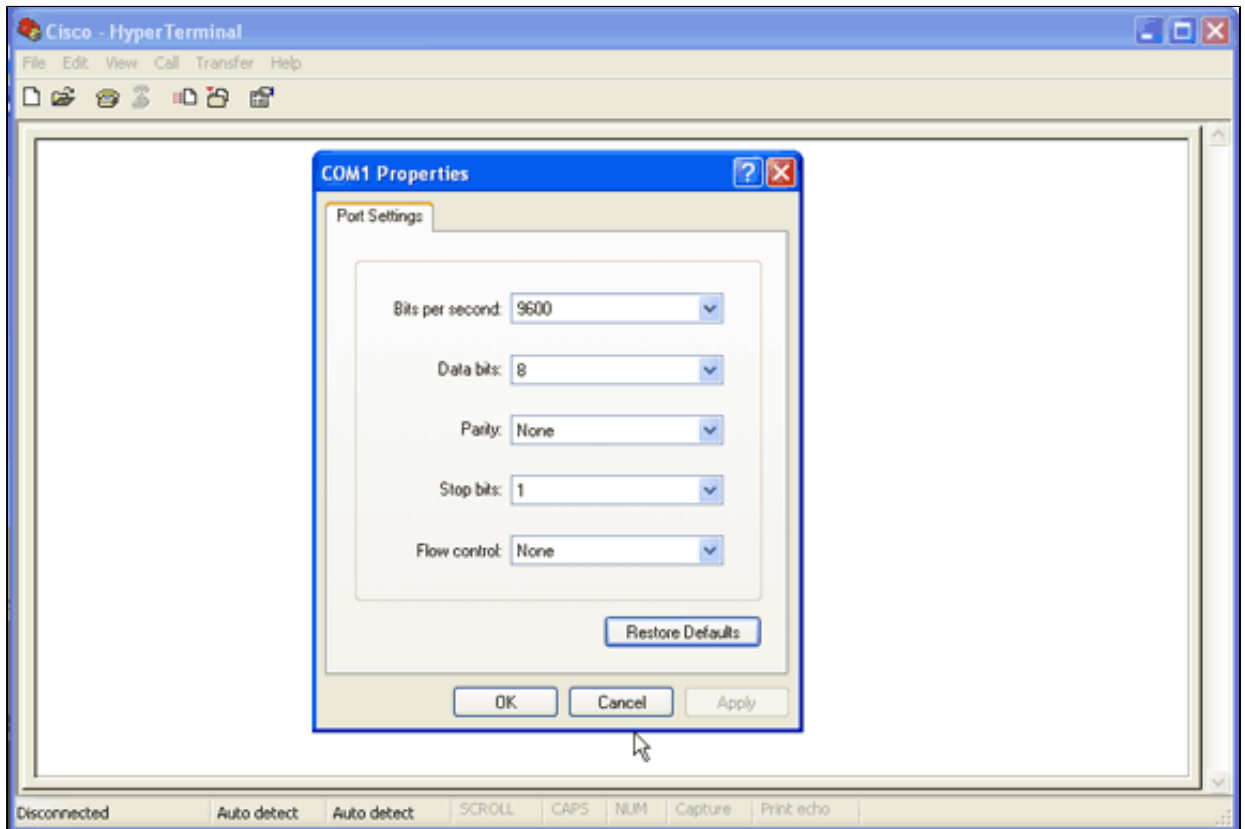 Cisco - HyperTerminal
File Edit View Call Transfer Help
COM1 Properties
Port Settings
Bits per second: 9600
Data bits: 8
Parity: None
Stop bits: 1
Flow control: None
Restore Defaults
OK Cancel Apply
Disconnected Auto detect Auto detect SCROLL CAPS NUM Capture Print echo